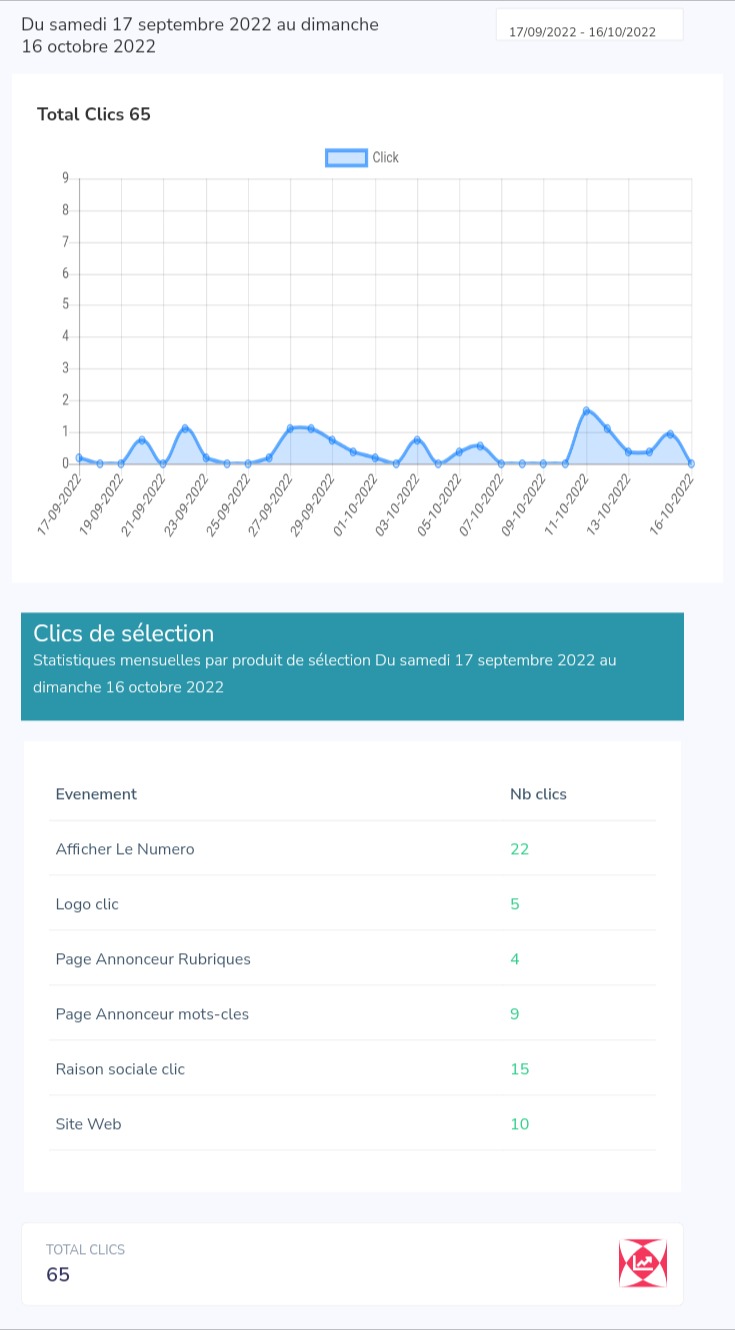 Du samedi 17 septembre 2022 au dimanche
16 octobre 2022
17/09/2022 - 16/10/2022
Total Clics 65
Click
9
8
7
6
5
4
3
2
1
0
17-09-2022
19-09-2022
21-09-2022
23-09-2022
25-09-2022
27-09-2022
29-09-2022
01-10-2022
03-10-2022
05-10-2022
07-10-2022
09-10-2022
11-10-2022
13-10-2022
16-10-2022
Clics de sélection
Statistiques mensuelles par produit de sélection Du samedi 17 septembre 2022 au
dimanche 16 octobre 2022
Evenement Nb clics
Afficher Le Numero 22
Logo clic 5
Page Annonceur Rubriques 4
Page Annonceur mots-cles 9
Raison sociale clic 15
Site Web 10
TOTAL CLICS
65